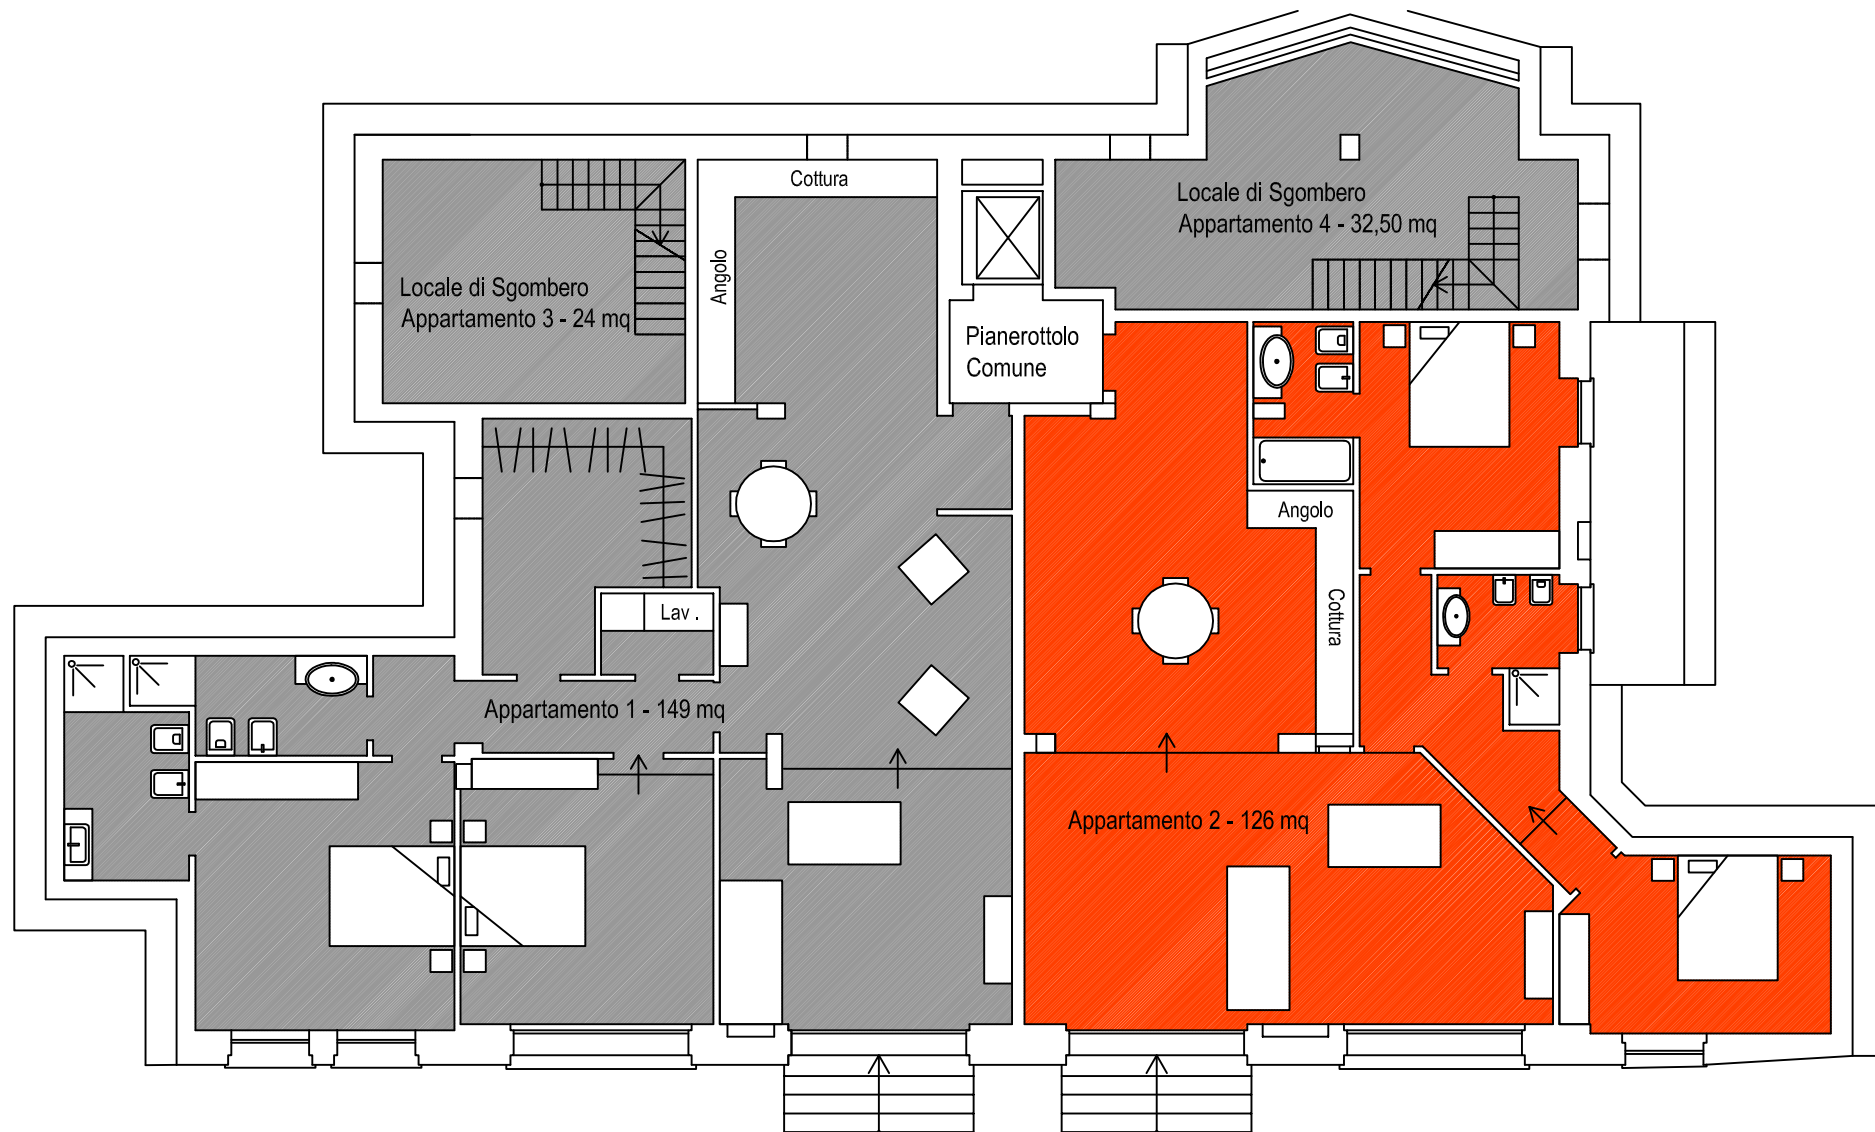 Cottura
Angolo
Locale di Sgombero
Appartamento 3 - 24 mq
Locale di Sgombero
Appartamento 4 - 32,50 mq
Pianerottolo
Comune
Angolo
Cottura
Lav .
Appartamento 1 - 149 mq
Appartamento 2 - 126 mq